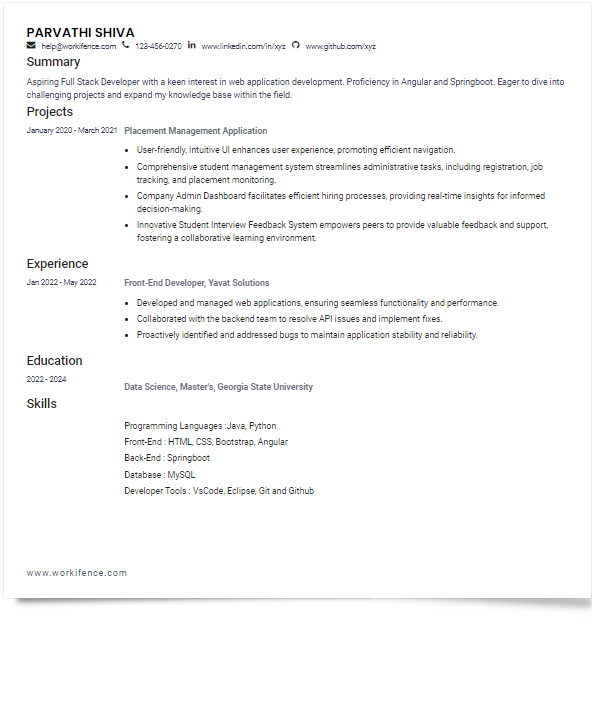 PARVATHI SHIVA
help@workifence.com 123-456-0270 www.linkedin.com/in/xyz www.github.com/xyz
Summary
Aspiring Full Stack Developer with a keen interest in web application development. Proficiency in Angular and Springboot. Eager to dive into
challenging projects and expand my knowledge base within the field.
Projects
January 2020 - March 2021 Placement Management Application
• User-friendly, intuitive UI enhances user experience, promoting efficient navigation.
• Comprehensive student management system streamlines administrative tasks, including registration, job
tracking, and placement monitoring.
• Company Admin Dashboard facilitates efficient hiring processes, providing real-time insights for informed
decision-making.
• Innovative Student Interview Feedback System empowers peers to provide valuable feedback and support,
fostering a collaborative learning environment.
Experience
Jan 2022 - May 2022 Front-End Developer, Yavat Solutions
• Developed and managed web applications, ensuring seamless functionality and performance.
• Collaborated with the backend team to resolve API issues and implement fixes.
• Proactively identified and addressed bugs to maintain application stability and reliability.
Education
2022 - 2024
Data Science, Master's, Georgia State University
Skills
Programming Languages :Java, Python
Front-End : HTML, CSS, Bootstrap, Angular
Back-End : Springboot
Database : MySQL
Developer Tools : VsCode, Eclipse, Git and Github
www.workifence.com